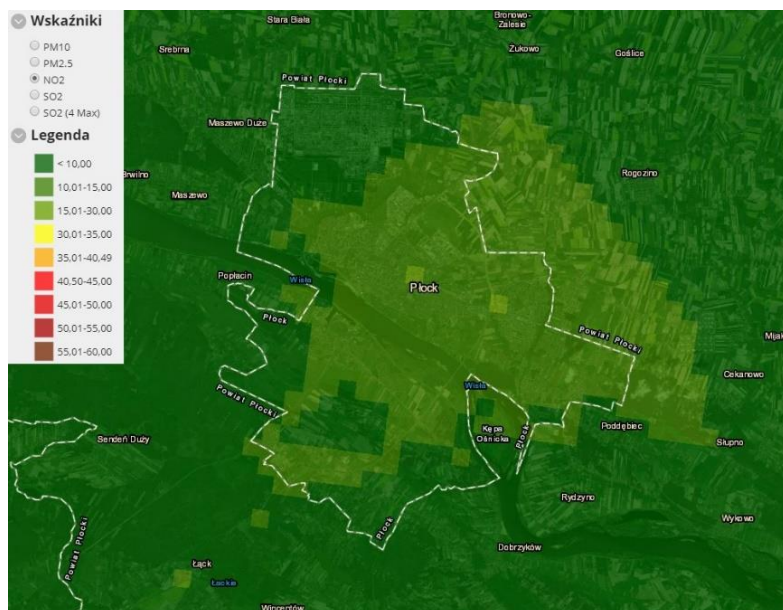 Wskaźniki
PM10
PM2.5
NO2
SO2
SO2 (4 Max)
Legenda
< 10,00
10,01-15,00
15,01-30,00
30,01-35,00
35,01-40,49
40,50-45,00
45,01-50,00
50,01-55,00
55,01-60,00
Stara Biała
Bronowo-
Zalesie
Srebrna
Żukowo
Goślice
Powiat Płocki
Maszewo Duże
Rogozino
Maszewo
Popłacin
Wisła
Płock
Płock
Powiat Płocki
Mijak
Cekanowo
Wisła
Powiat Płocki
Kępa
Ośnicka
Płock
Poddębiec
Słupno
Sendeń Duży
Rydzyno
Wykowo
Płock
Dobrzyków
Powiat Płocki
Łąck
Łąckie
Wincentów